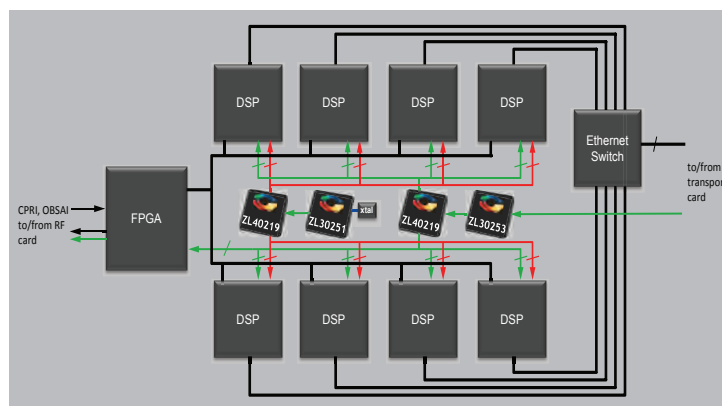 DSP
DSP
DSP
DSP
Ethernet
Switch
to/from
transpor
card
CPRI, OBSAI
to/from RF
card
FPGA
ZL40219
ZL30251
xtal
ZL40219
ZL30253
DSP
DSP
DSP
DSP